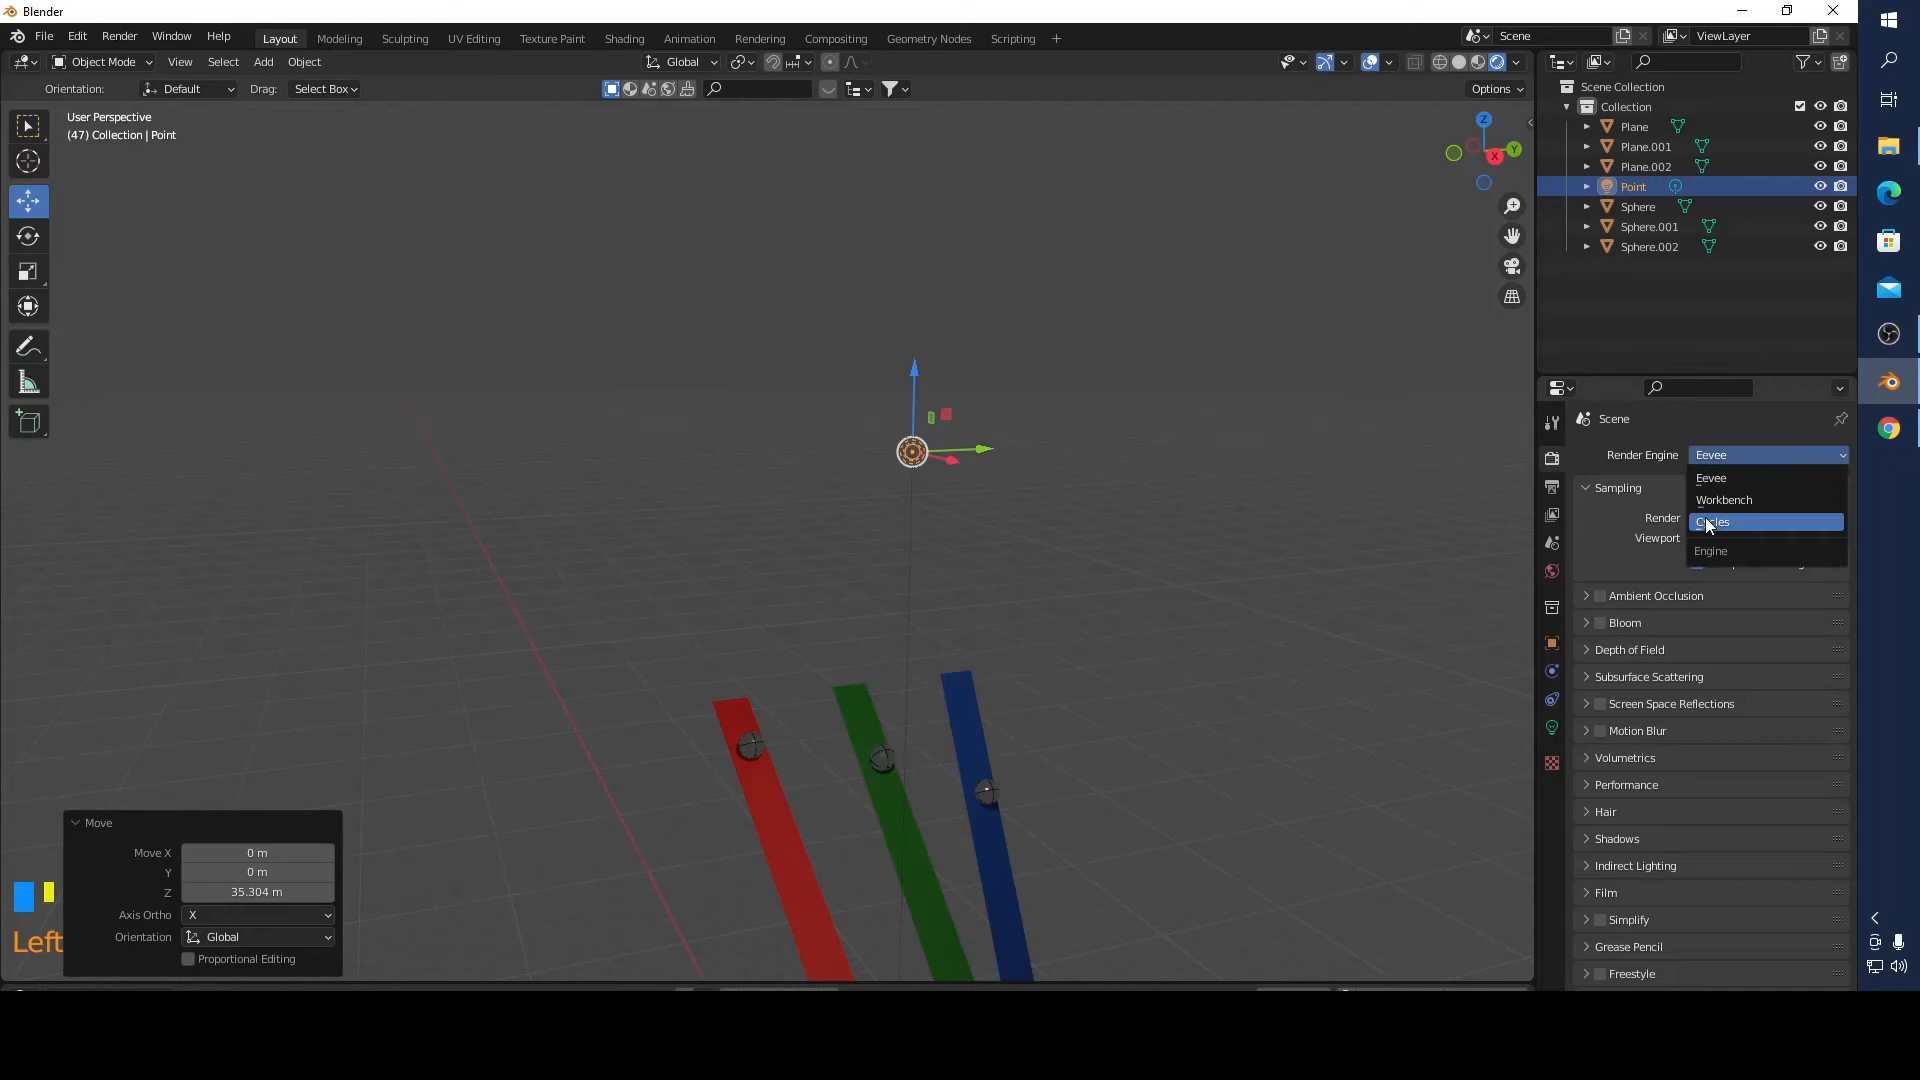 Blender
File Edit Render Window Help
Layout Modeling Sculpting UV Editing Texture Paint Shading Animation Rendering Compositing Geometry Nodes Scripting +
Scene
ViewLayer
Object Mode View Select Add Object
Global
Orientation: Default Drag: Select Box
Options
User Perspective
(47) Collection | Point
Z
Y
X
Scene Collection
Collection
Plane
Plane.001
Plane.002
Point
Sphere
Sphere.001
Sphere.002
Scene
Render Engine Eevee
Eevee
Workbench
Cycles
Engine
Sampling
Render
Viewport
Ambient Occlusion
Bloom
Depth of Field
Subsurface Scattering
Screen Space Reflections
Motion Blur
Volumetrics
Performance
Hair
Shadows
Indirect Lighting
Film
Simplify
Grease Pencil
Freestyle
Move
Move X 0 m
Y 0 m
Z 35.304 m
Axis Ortho X
Orientation Global
Proportional Editing
Left